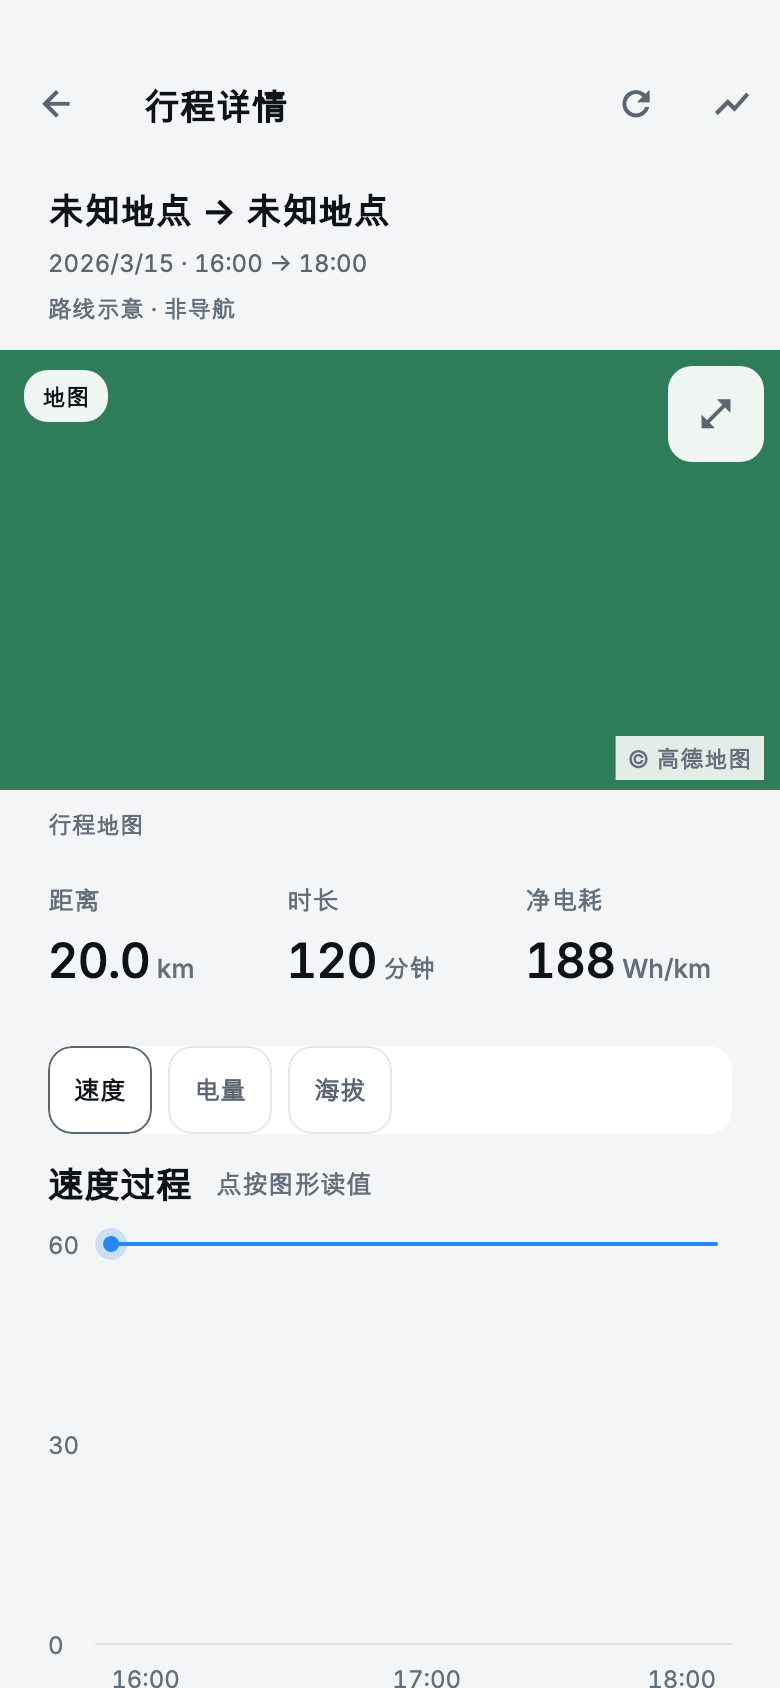 行程详情
未知地点 → 未知地点
2026/3/15 · 16:00 → 18:00
路线示意 · 非导航
地图
© 高德地图
行程地图
距离 时长 净电耗
20.0 km 120 分钟 188 Wh/km
速度 电量 海拔
速度过程 点按图形读值
60
30
0
16:00 17:00 18:00